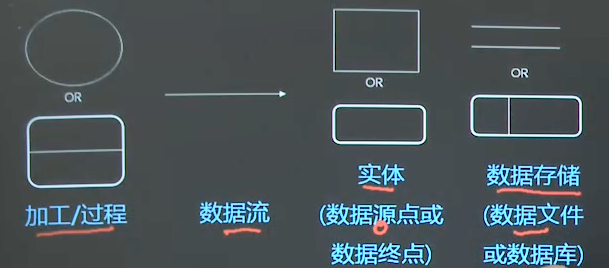 OR
OR
OR
加工/过程
数据流
实体
(数据源点或
数据终点)
数据存储
(数据文件
或数据库)